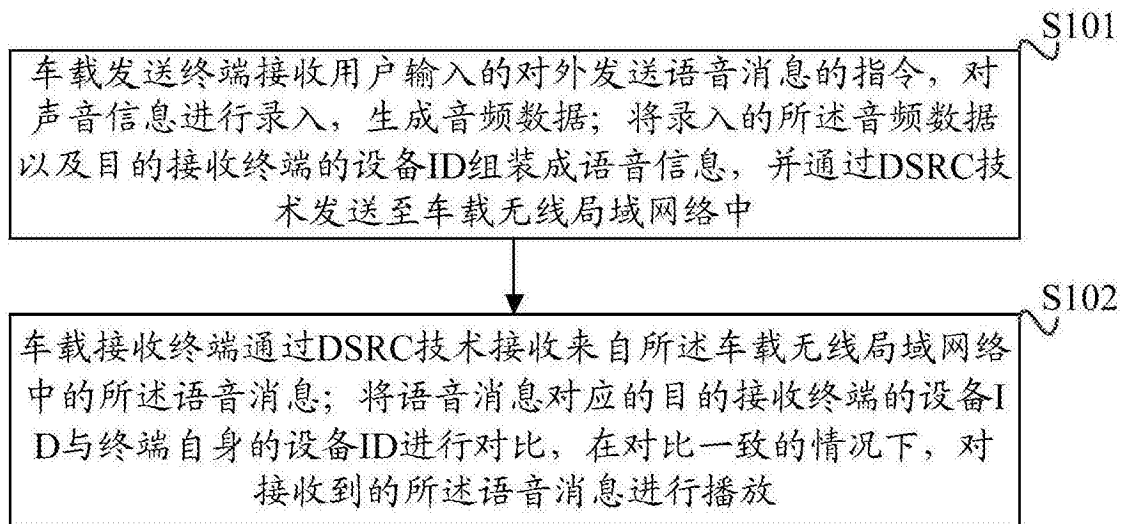 S101
车载发送终端接收用户输入的对外发送语音消息的指令，对
声音信息进行录入，生成音频数据；将录入的所述音频数据
以及目的接收终端的设备ID组装成语音信息，并通过DSRC技
术发送至车载无线局域网络中
S102
车载接收终端通过DSRC技术接收来自所述车载无线局域网络
中的所述语音消息；将语音消息对应的目的接收终端的设备I
D与终端自身的设备ID进行对比，在对比一致的情况下，对
接收到的所述语音消息进行播放